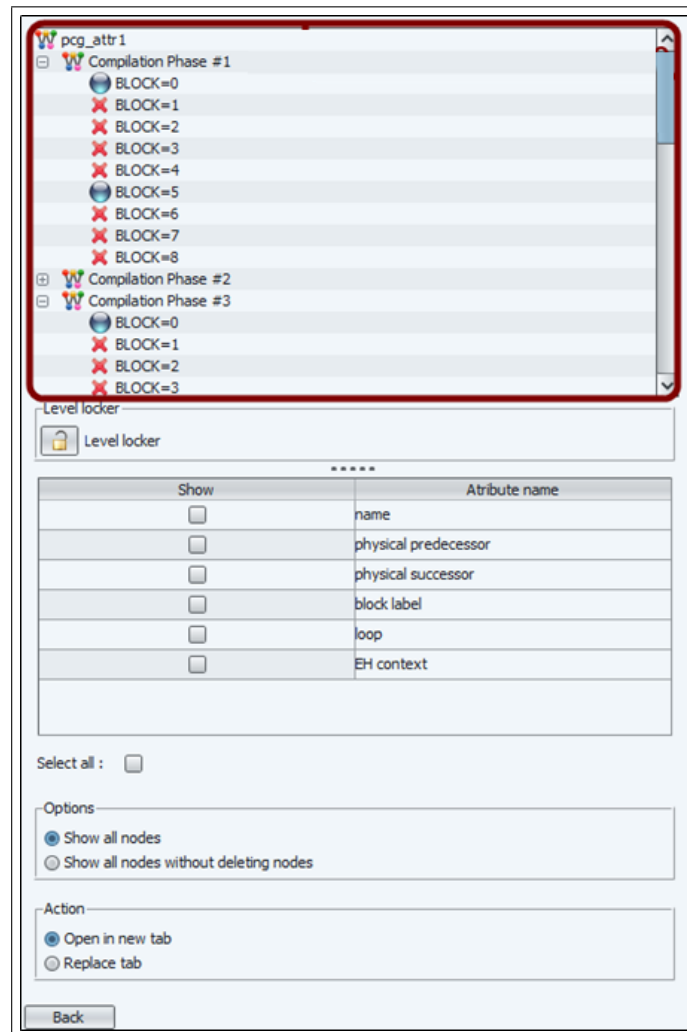 pcg_attr1
Compilation Phase #1
BLOCK=0
BLOCK=1
BLOCK=2
BLOCK=3
BLOCK=4
BLOCK=5
BLOCK=6
BLOCK=7
BLOCK=8
Compilation Phase #2
Compilation Phase #3
BLOCK=0
BLOCK=1
BLOCK=2
BLOCK=3
Level locker
Level locker
Show Atribute name
name
physical predecessor
physical successor
block label
loop
EH context
Select all :
Options
Show all nodes
Show all nodes without deleting nodes
Action
Open in new tab
Replace tab
Back